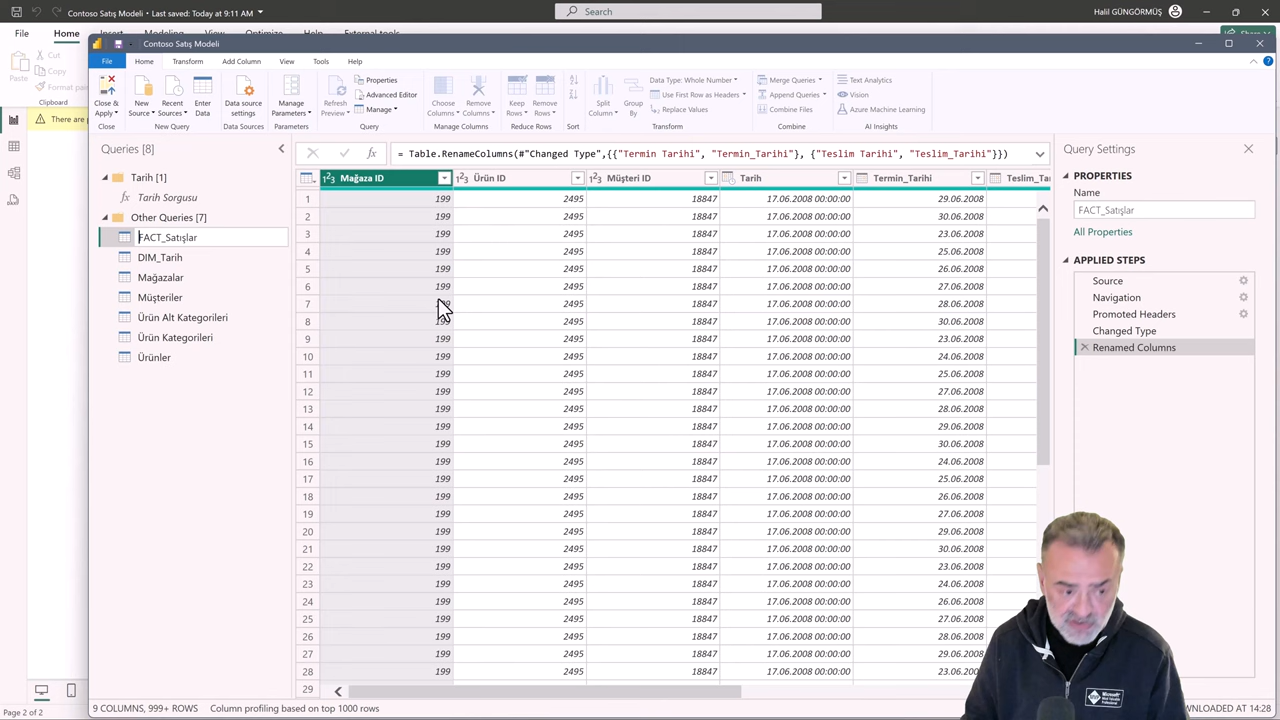 Contoso Satış Modeli • Last saved: Today at 9:11 AM
Search
Halil GÜNGÖRMÜŞ
File
Home
Insert
Modeling
View
Optimize
Help
External tools
Share
Cut
Copy
Format pain
Paste
Clipboard
There are p
Page 2 of 2
Contoso Satış Modeli
File
Home
Transform
Add Column
View
Tools
Help
Close & Apply
Close
New Source
Recent Sources
Enter Data
New Query
Data source settings
Data Sources
Manage Parameters
Parameters
Refresh Preview
Properties
Advanced Editor
Manage
Query
Choose Columns
Remove Columns
Manage Columns
Keep Rows
Remove Rows
Reduce Rows
Sort
Split Column
Group By
Data Type: Whole Number
Use First Row as Headers
Replace Values
Transform
Merge Queries
Append Queries
Combine Files
Combine
Text Analytics
Vision
Azure Machine Learning
AI Insights
Queries [8]
Tarih [1]
fx Tarih Sorgusu
Other Queries [7]
FACT_Satışlar
DIM_Tarih
Mağazalar
Müşteriler
Ürün Alt Kategorileri
Ürün Kategorileri
Ürünler
fx = Table.RenameColumns(#"Changed Type",{{"Termin Tarihi", "Termin_Tarihi"}, {"Teslim Tarihi", "Teslim_Tarihi"}})
Mağaza ID Ürün ID Müşteri ID Tarih Termin_Tarihi Teslim_Ta
1 199 2495 18847 17.06.2008 00:00:00 29.06.2008
2 199 2495 18847 17.06.2008 00:00:00 30.06.2008
3 199 2495 18847 17.06.2008 00:00:00 23.06.2008
4 199 2495 18847 17.06.2008 00:00:00 25.06.2008
5 199 2495 18847 17.06.2008 00:00:00 26.06.2008
6 199 2495 18847 17.06.2008 00:00:00 27.06.2008
7 2495 18847 17.06.2008 00:00:00 28.06.2008
8 199 2495 18847 17.06.2008 00:00:00 30.06.2008
9 199 2495 18847 17.06.2008 00:00:00 23.06.2008
10 199 2495 18847 17.06.2008 00:00:00 24.06.2008
11 199 2495 18847 17.06.2008 00:00:00 25.06.2008
12 199 2495 18847 17.06.2008 00:00:00 27.06.2008
13 199 2495 18847 17.06.2008 00:00:00 28.06.2008
14 199 2495 18847 17.06.2008 00:00:00 29.06.2008
15 199 2495 18847 17.06.2008 00:00:00 30.06.2008
16 199 2495 18847 17.06.2008 00:00:00 24.06.2008
17 199 2495 18847 17.06.2008 00:00:00 25.06.2008
18 199 2495 18847 17.06.2008 00:00:00 26.06.2008
19 199 2495 18847 17.06.2008 00:00:00 27.06.2008
20 199 2495 18847 17.06.2008 00:00:00 29.06.2008
21 199 2495 18847 17.06.2008 00:00:00 30.06.2008
22 199 2495 18847 17.06.2008 00:00:00 23.06.2008
23 199 2495 18847 17.06.2008 00:00:00 24.06.2008
24 199 2495 18847 17.06.2008 00:00:00 26.06.2008
25 199 2495 18847 17.06.2008 00:00:00 27.06.2008
26 199 2495 18847 17.06.2008 00:00:00 28.06.2008
27 199 2495 18847 17.06.2008 00:00:00 29.06.2008
28 199 2495 18847 17.06.2008 00:00:00 23.06.2008
29
Query Settings
PROPERTIES
Name
FACT_Satışlar
All Properties
APPLIED STEPS
Source
Navigation
Promoted Headers
Changed Type
Renamed Columns
9 COLUMNS, 999+ ROWS
Column profiling based on top 1000 rows
WNLOADED AT 14:28